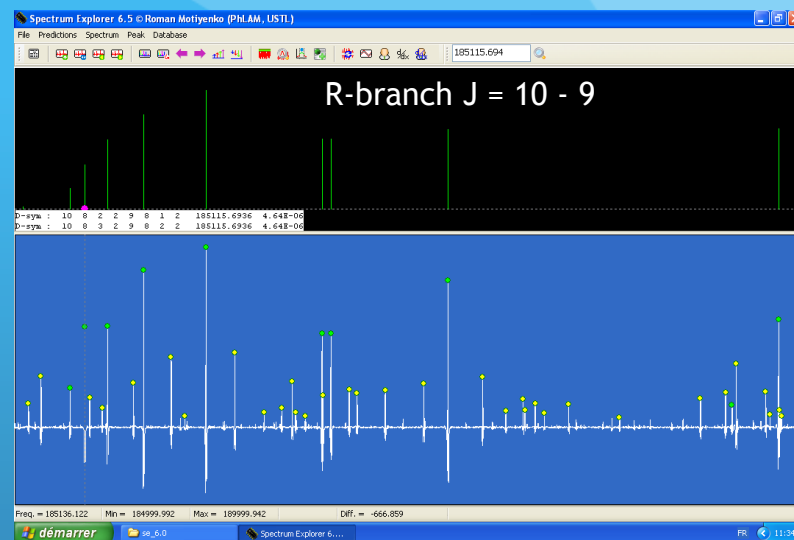 Spectrum Explorer 6.5 © Roman Motiyenko (PhLAM, USTL)
File Predictions Spectrum Peak Database
185115.694
R-branch J = 10 - 9
D-sym : 10 8 2 2 9 8 1 2 185115.6936 4.64E-06
D-sym : 10 8 3 2 9 8 2 2 185115.6936 4.64E-06
Freq. = 185136.122 Min = 184999.992 Max = 189999.942 Diff. = -666.859
démarrer se_6.0 Spectrum Explorer 6.... FR 11:34